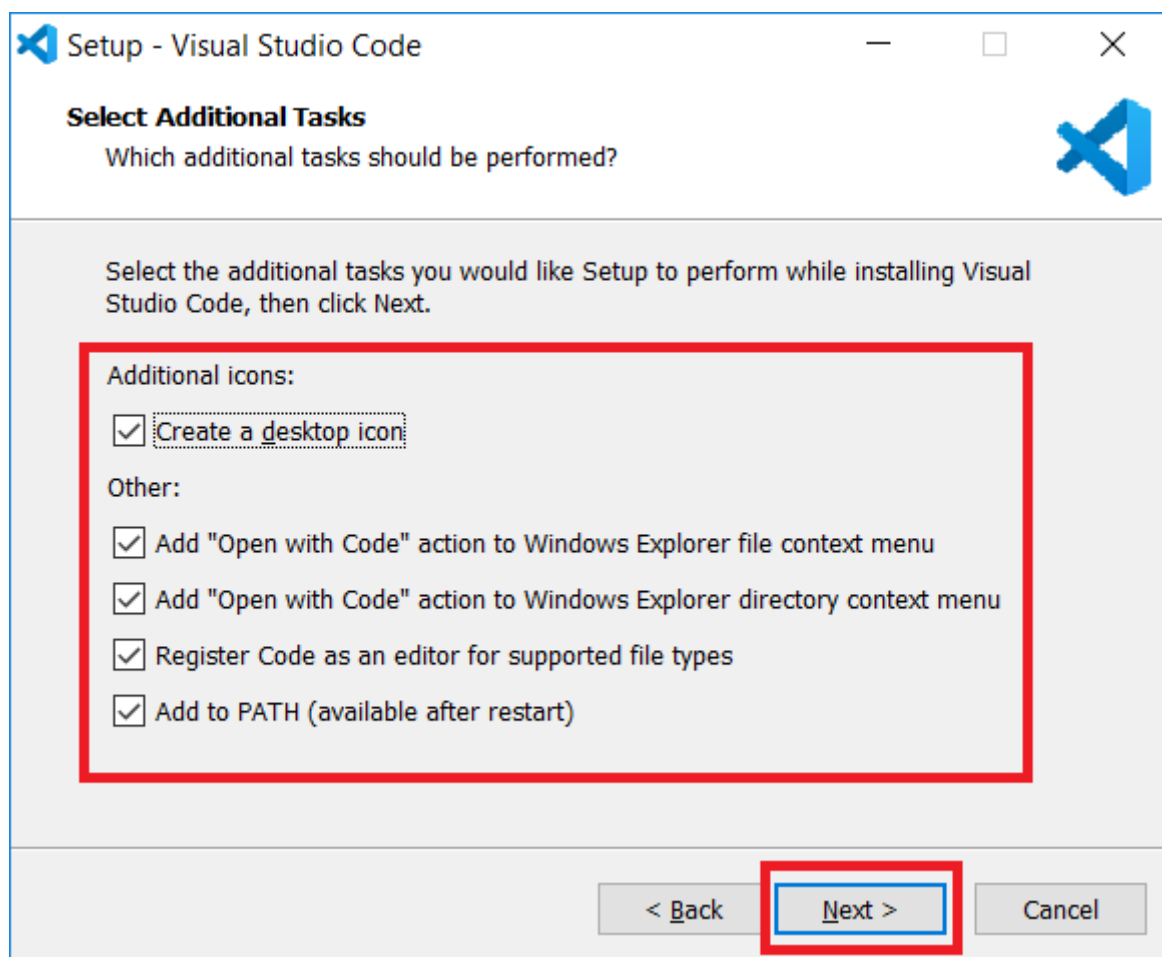 Setup - Visual Studio Code
Select Additional Tasks
Which additional tasks should be performed?
Select the additional tasks you would like Setup to perform while installing Visual
Studio Code, then click Next.
Additional icons:
Create a desktop icon
Other:
Add "Open with Code" action to Windows Explorer file context menu
Add "Open with Code" action to Windows Explorer directory context menu
Register Code as an editor for supported file types
Add to PATH (available after restart)
< Back
Next >
Cancel